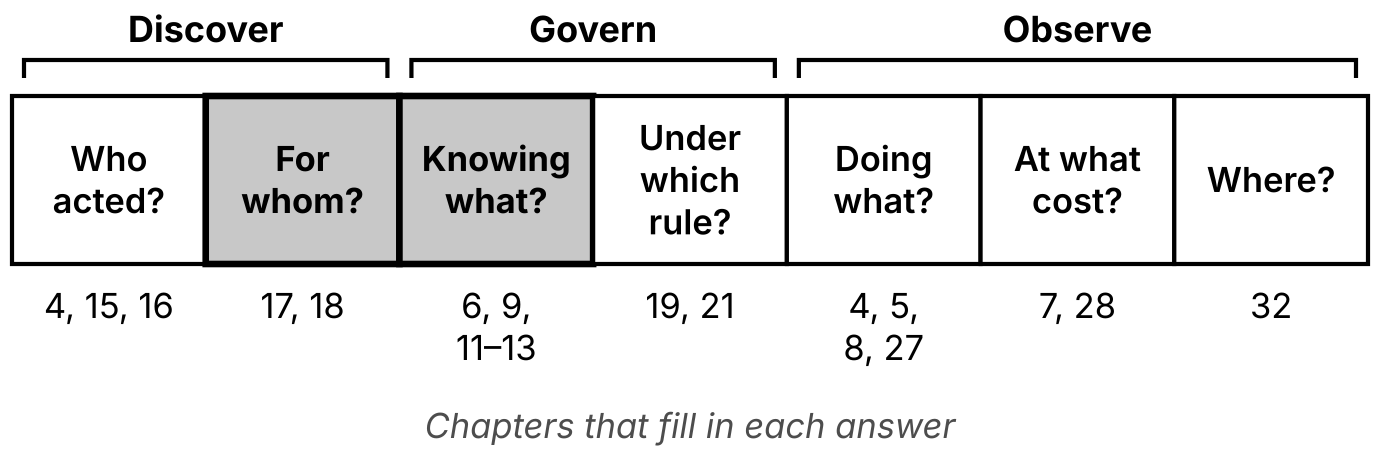 Discover
Govern
Observe
Who
acted?
For
whom?
Knowing
what?
Under
which
rule?
Doing
what?
At what
cost?
Where?
4, 15, 16
17, 18
6, 9,
11–13
19, 21
4, 5,
8, 27
7, 28
32
Chapters that fill in each answer